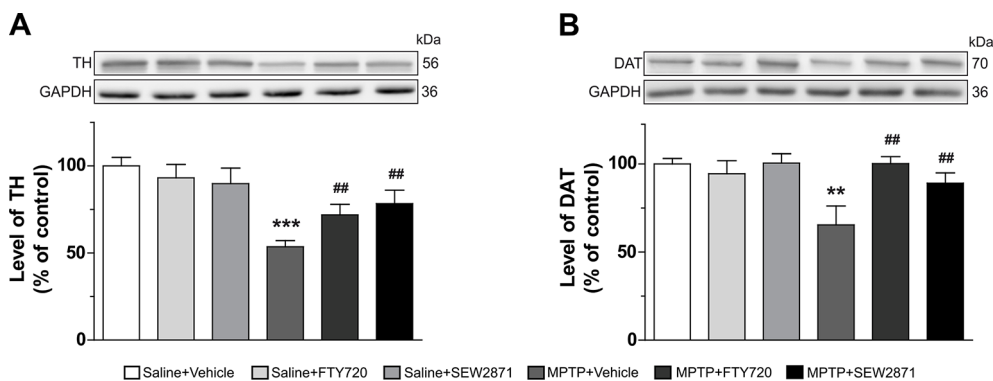 A
kDa
TH 56
GAPDH 36
Level of TH
(% of control)
100
50
0
***
##
##
B
kDa
DAT 70
GAPDH 36
Level of DAT
(% of control)
100
50
0
**
##
##
Saline+Vehicle Saline+FTY720 Saline+SEW2871 MPTP+Vehicle MPTP+FTY720 MPTP+SEW2871